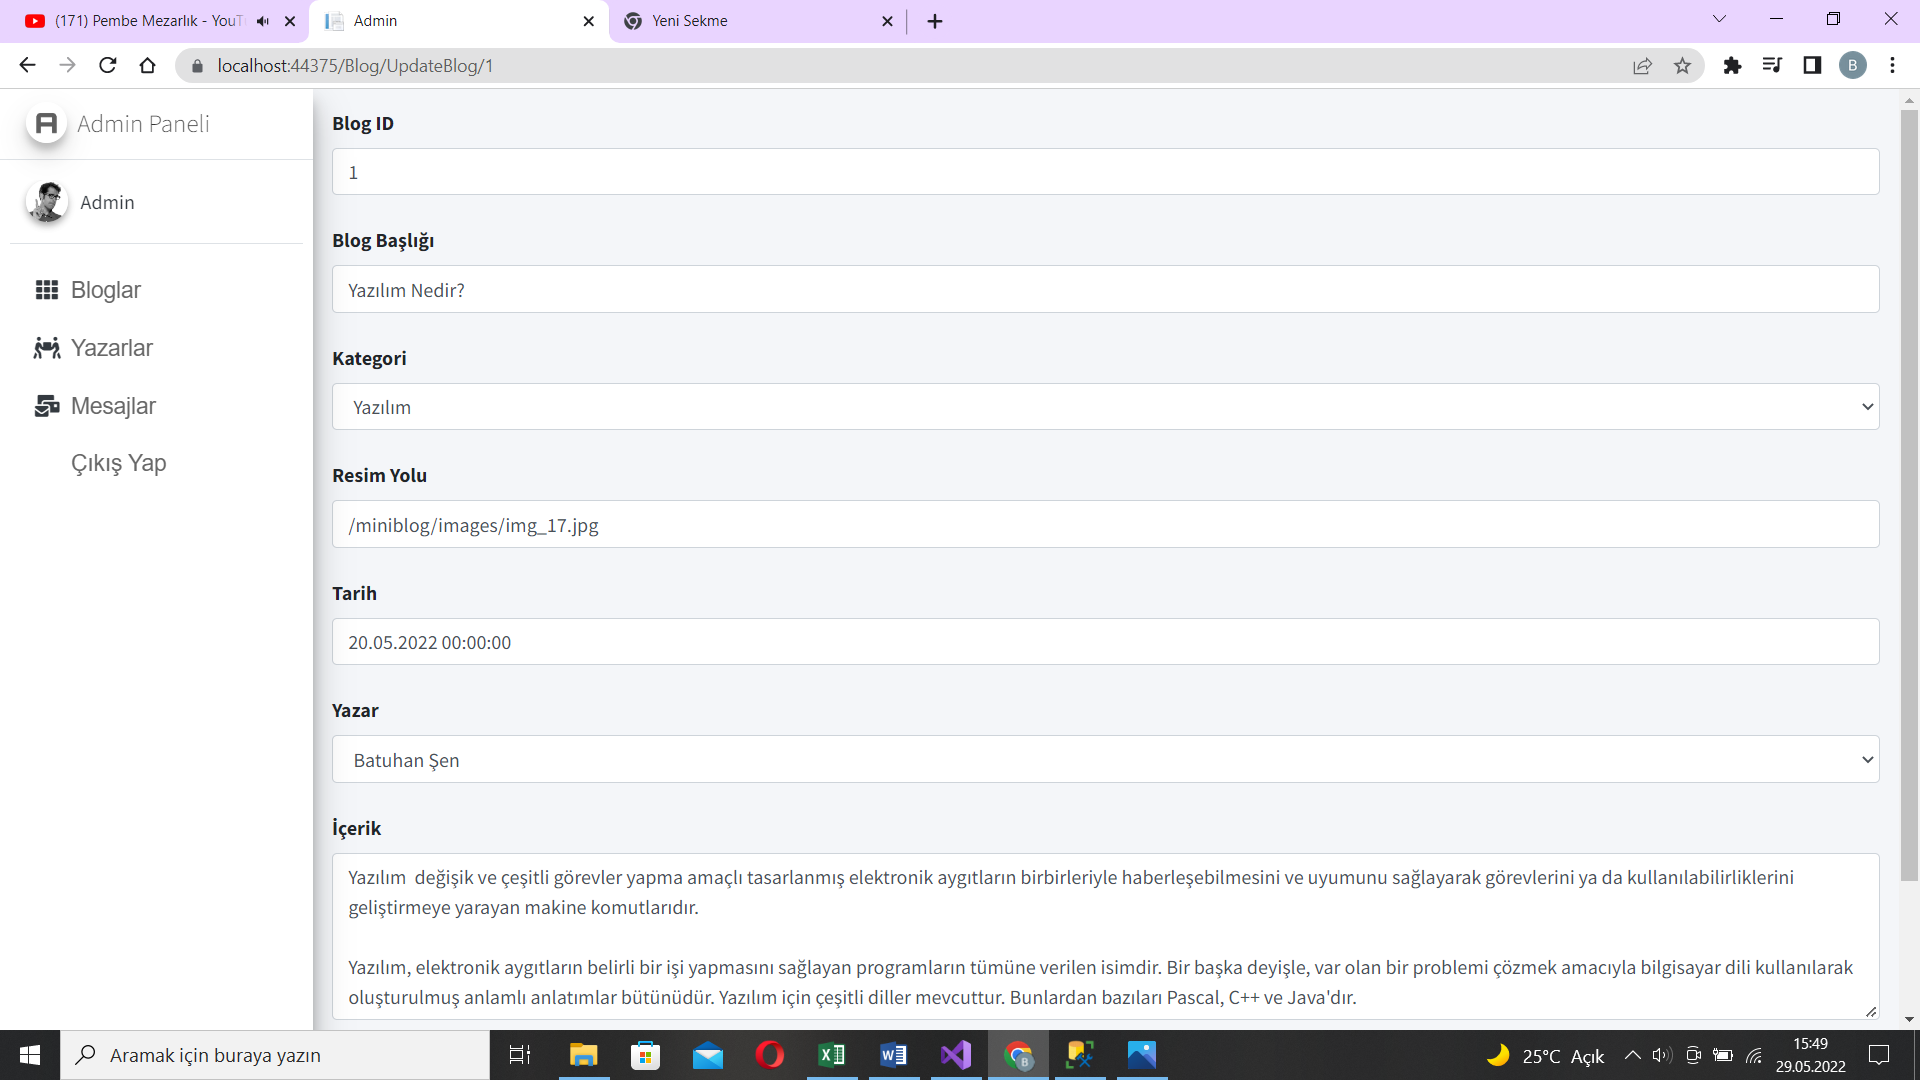 (171) Pembe Mezarlık - YouT
Admin
Yeni Sekme
localhost:44375/Blog/UpdateBlog/1
B
Admin Paneli
Admin
Bloglar
Yazarlar
Mesajlar
Çıkış Yap
Blog ID
1
Blog Başlığı
Yazılım Nedir?
Kategori
Yazılım
Resim Yolu
/miniblog/images/img_17.jpg
Tarih
20.05.2022 00:00:00
Yazar
Batuhan Şen
İçerik
Yazılım  değişik ve çeşitli görevler yapma amaçlı tasarlanmış elektronik aygıtların birbirleriyle haberleşebilmesini ve uyumunu sağlayarak görevlerini ya da kullanılabilirliklerini
geliştirmeye yarayan makine komutlarıdır.
Yazılım, elektronik aygıtların belirli bir işi yapmasını sağlayan programların tümüne verilen isimdir. Bir başka deyişle, var olan bir problemi çözmek amacıyla bilgisayar dili kullanılarak
oluşturulmuş anlamlı anlatımlar bütünüdür. Yazılım için çeşitli diller mevcuttur. Bunlardan bazıları Pascal, C++ ve Java'dır.
Aramak için buraya yazın
25°C Açık
15:49
29.05.2022